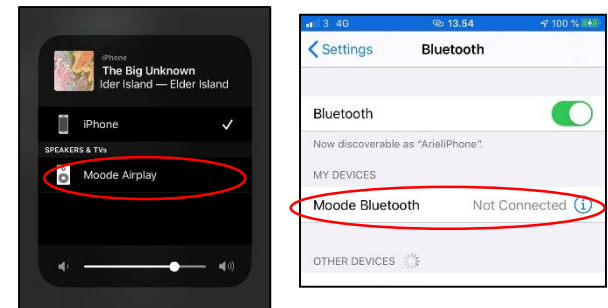 iPhone
The Big Unknown
lder Island — Elder Island
iPhone
SPEAKERS & TVs
Moode Airplay
3 4G 13.54 100 %
Settings Bluetooth
Bluetooth
Now discoverable as “ArieliPhone”.
MY DEVICES
Moode Bluetooth Not Connected
OTHER DEVICES